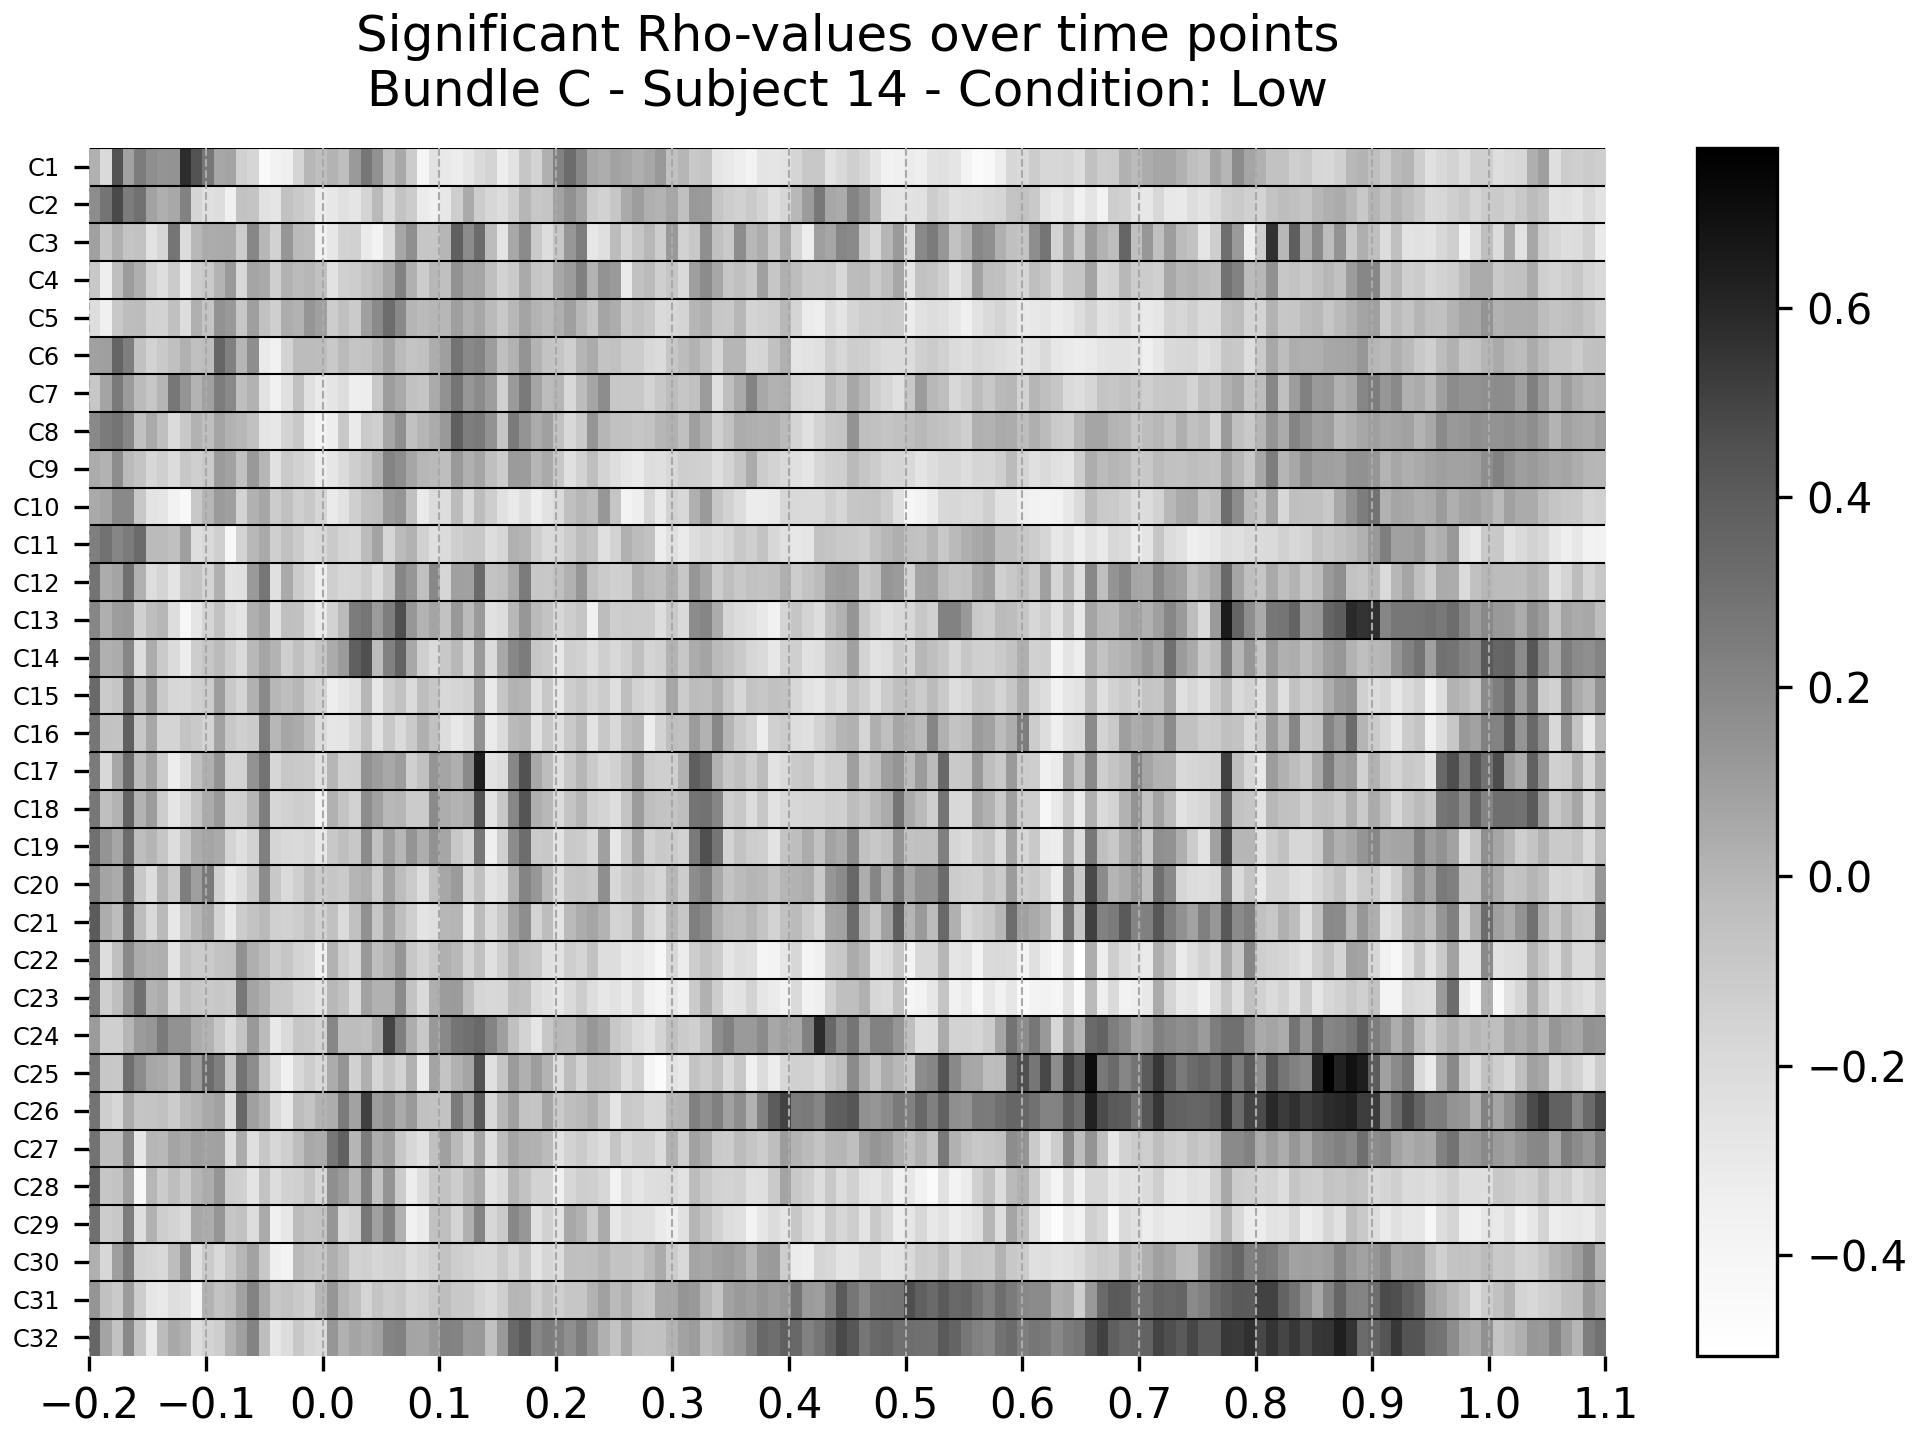 Significant Rho-values over time points
Bundle C - Subject 14 - Condition: Low
C1
C2
C3
C4
C5
C6
C7
C8
C9
C10
C11
C12
C13
C14
C15
C16
C17
C18
C19
C20
C21
C22
C23
C24
C25
C26
C27
C28
C29
C30
C31
C32
−0.2 −0.1 0.0 0.1 0.2 0.3 0.4 0.5 0.6 0.7 0.8 0.9 1.0 1.1
0.6
0.4
0.2
0.0
−0.2
−0.4